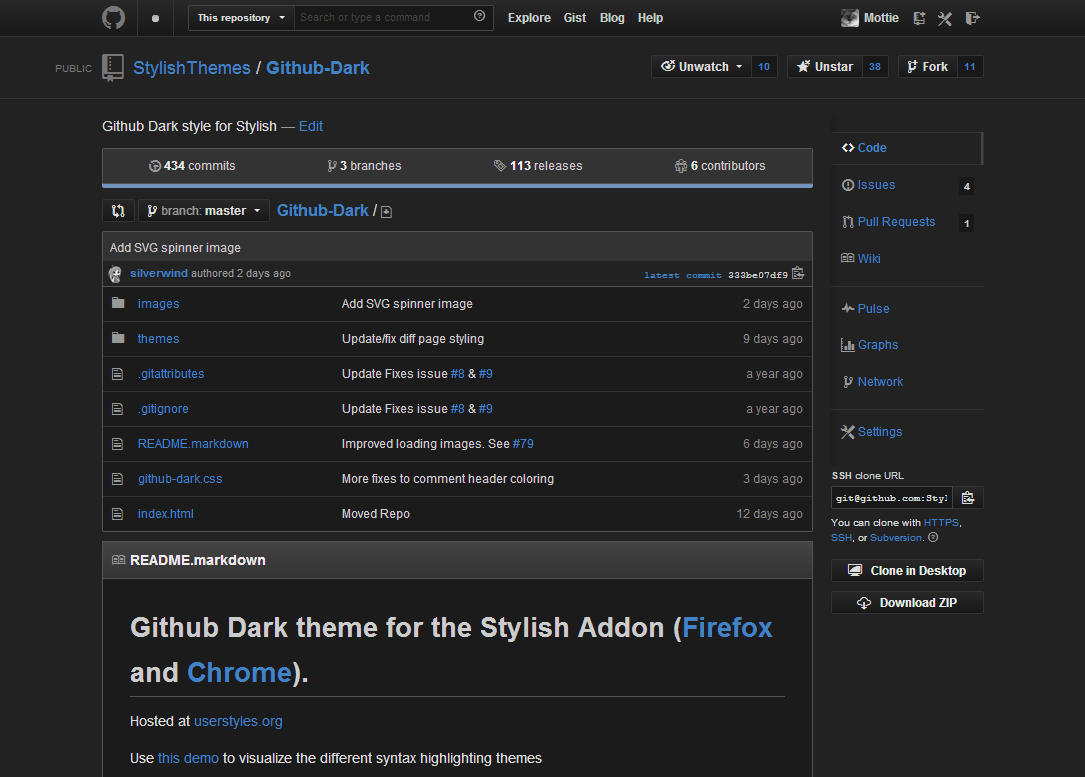 This repository Search or type a command Explore Gist Blog Help Mottie
PUBLIC StylishThemes / Github-Dark Unwatch 10 Unstar 38 Fork 11
Github Dark style for Stylish — Edit
434 commits 3 branches 113 releases 6 contributors
branch: master Github-Dark /
Add SVG spinner image
silverwind authored 2 days ago latest commit 333be07df9
images Add SVG spinner image 2 days ago
themes Update/fix diff page styling 9 days ago
.gitattributes Update Fixes issue #8 & #9 a year ago
.gitignore Update Fixes issue #8 & #9 a year ago
README.markdown Improved loading images. See #79 6 days ago
github-dark.css More fixes to comment header coloring 3 days ago
index.html Moved Repo 12 days ago
README.markdown
Github Dark theme for the Stylish Addon (Firefox
and Chrome).
Hosted at userstyles.org
Use this demo to visualize the different syntax highlighting themes
Code
Issues 4
Pull Requests 1
Wiki
Pulse
Graphs
Network
Settings
SSH clone URL
git@github.com:Styl
You can clone with HTTPS,
SSH, or Subversion.
Clone in Desktop
Download ZIP